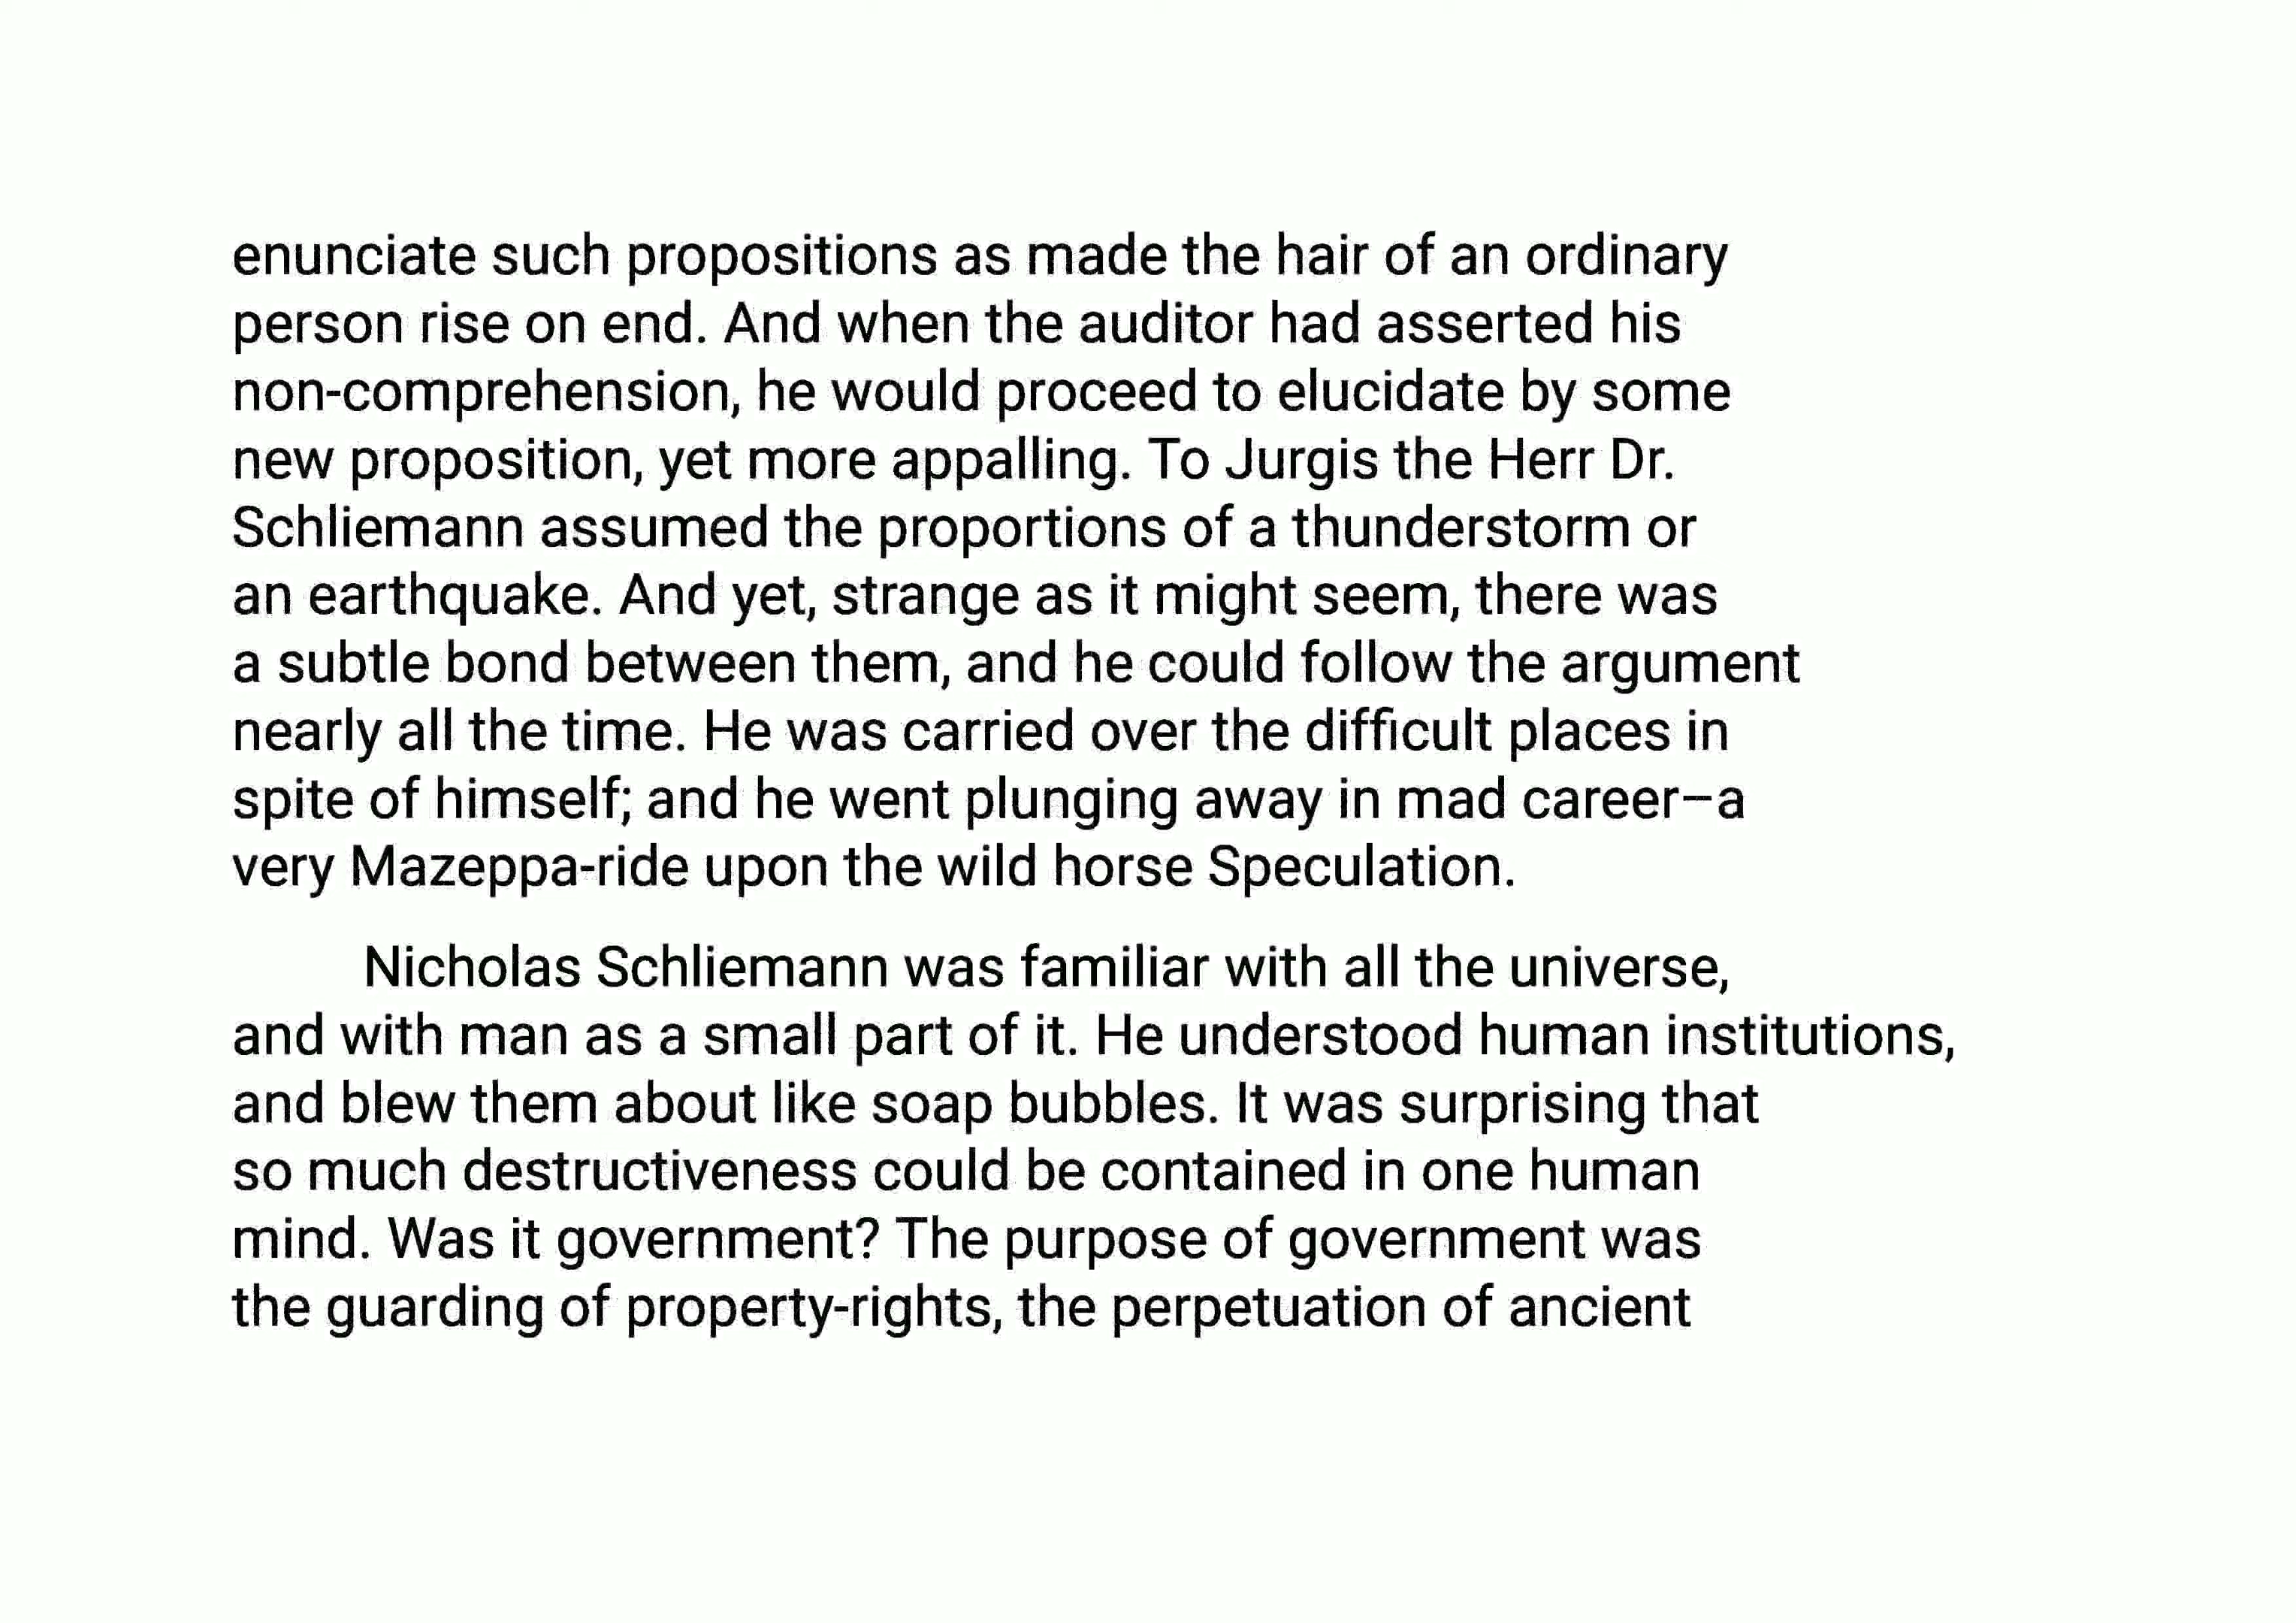 enunciate such propositions as made the hair of an ordinary
person rise on end. And when the auditor had asserted his
non-comprehension, he would proceed to elucidate by some
new proposition, yet more appalling. To Jurgis the Herr Dr.
Schliemann assumed the proportions of a thunderstorm or
an earthquake. And yet, strange as it might seem, there was
a subtle bond between them, and he could follow the argument
nearly all the time. He was carried over the difficult places in
spite of himself; and he went plunging away in mad career–a
very Mazeppa-ride upon the wild horse Speculation.
Nicholas Schliemann was familiar with all the universe,
and with man as a small part of it. He understood human institutions,
and blew them about like soap bubbles. It was surprising that
so much destructiveness could be contained in one human
mind. Was it government? The purpose of government was
the guarding of property-rights, the perpetuation of ancient